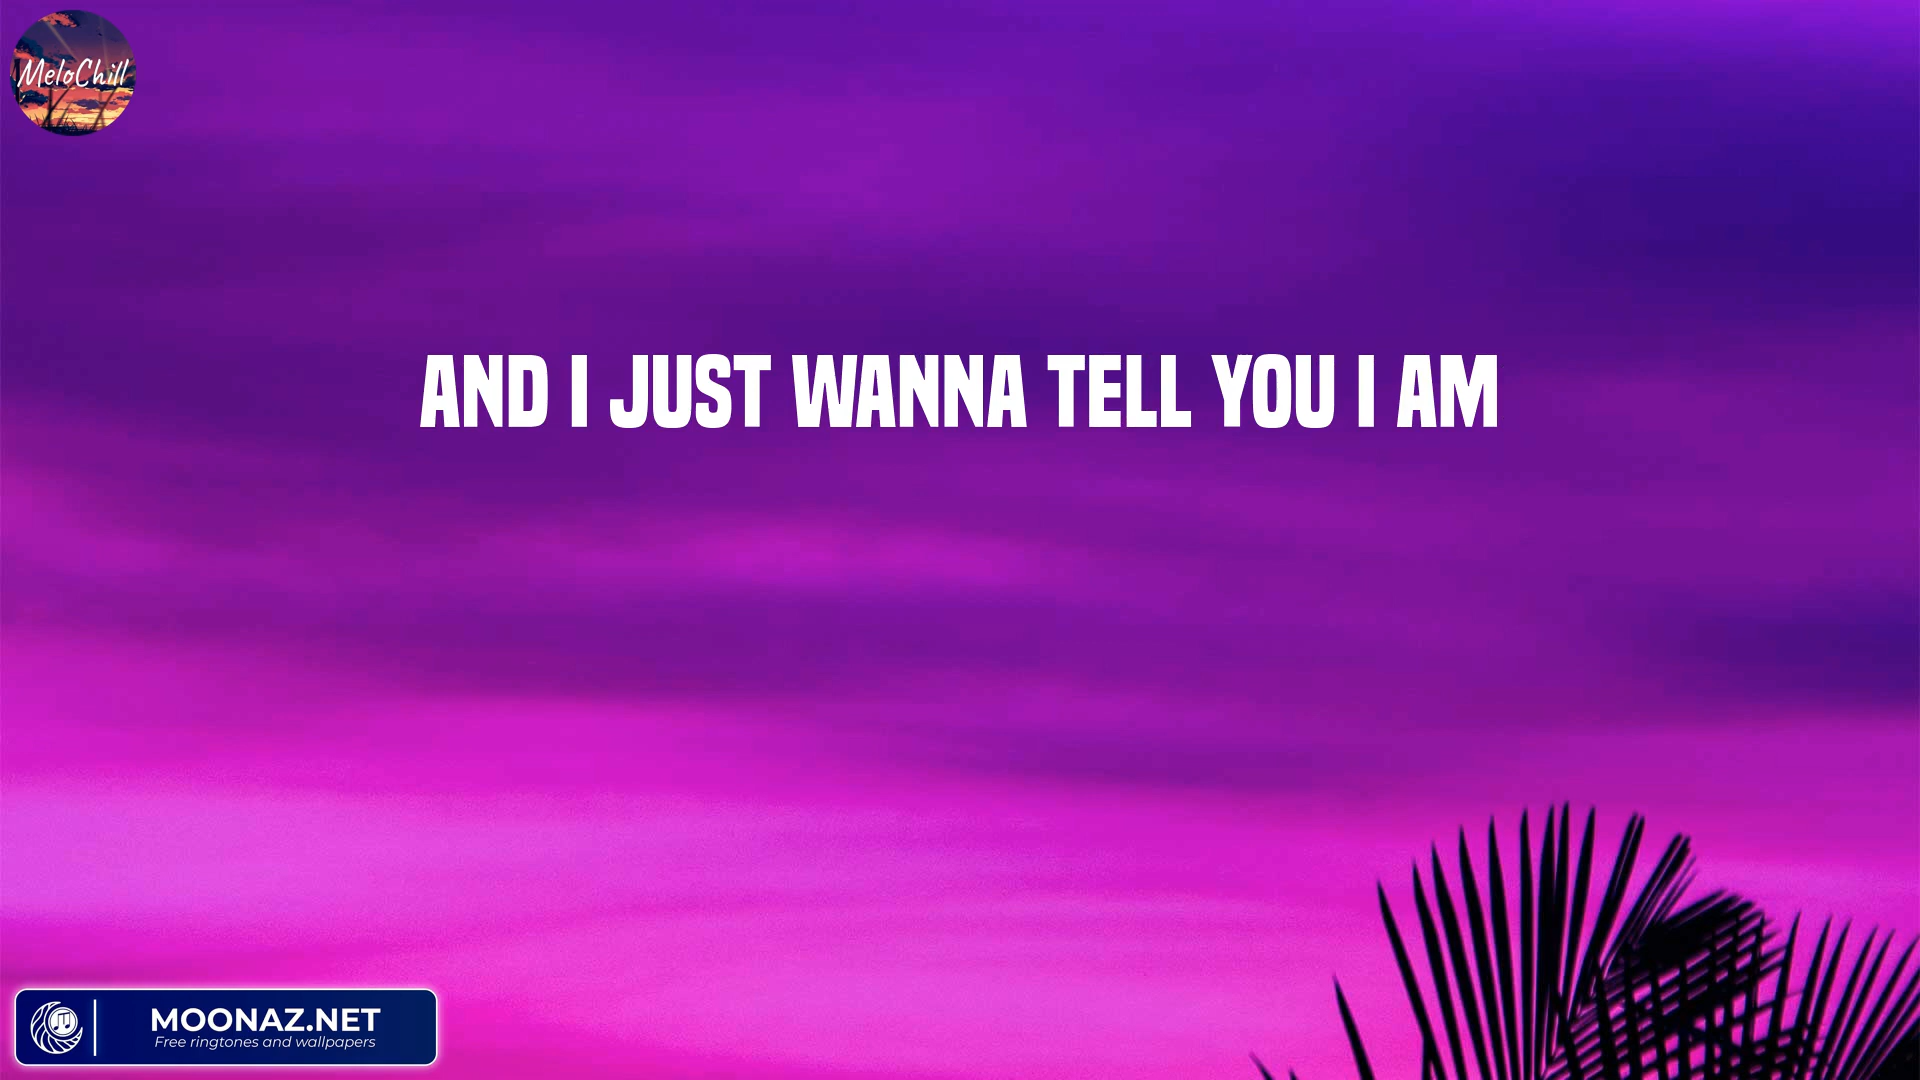 MeloChill
AND I JUST WANNA TELL YOU I AM
MOONAZ.NET
Free ringtones and wallpapers